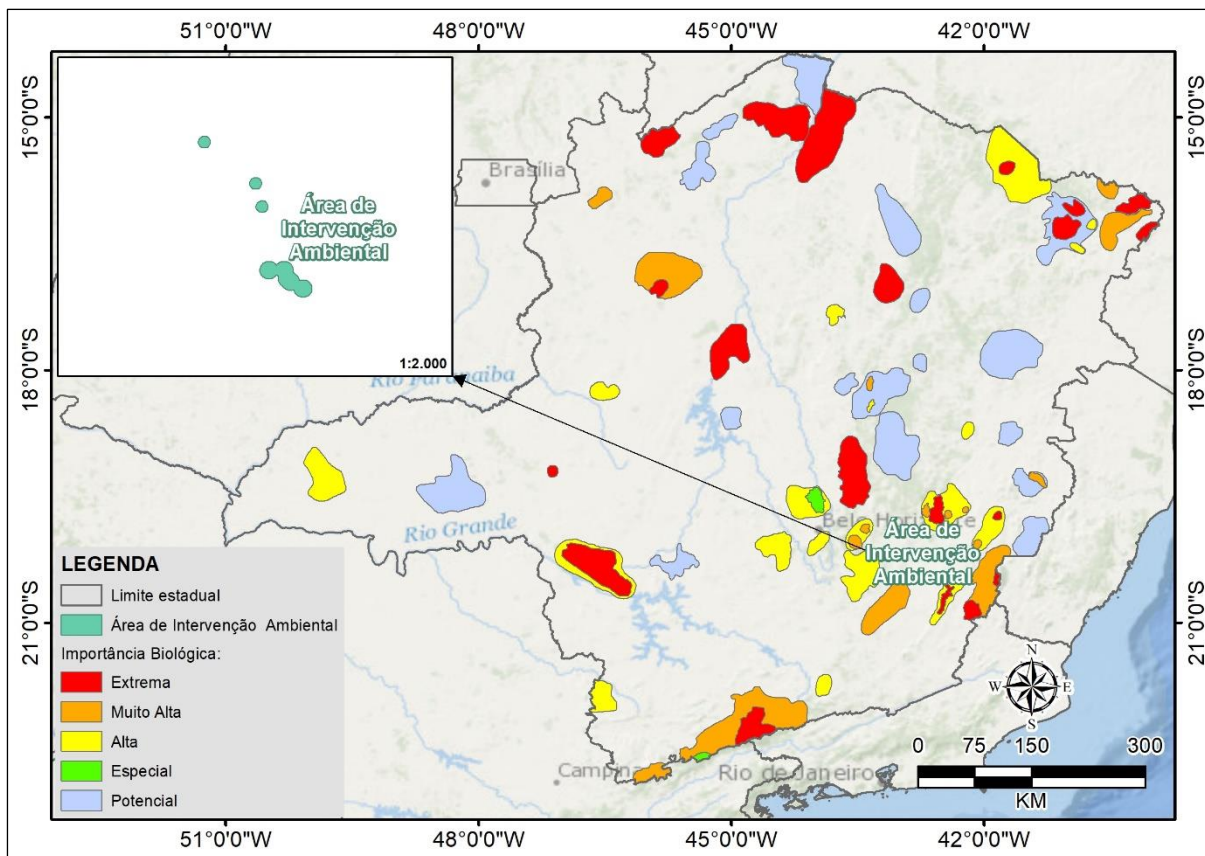 51°0'0"W 48°0'0"W 45°0'0"W 42°0'0"W
15°0'0"S
15°0'0"S
Brasília
Área de
Intervenção
Ambiental
1:2.000
18°0'0"S
18°0'0"S
Rio Paranaíba
Rio Grande
Belo Horizonte
Área de
Intervenção
Ambiental
21°0'0"S
21°0'0"S
LEGENDA
Limite estadual
Área de Intervenção Ambiental
Importância Biológica:
Extrema
Muito Alta
Alta
Especial
Potencial
N
W E
S
Campina
Rio de Janeiro
0 75 150 300
KM
51°0'0"W 48°0'0"W 45°0'0"W 42°0'0"W